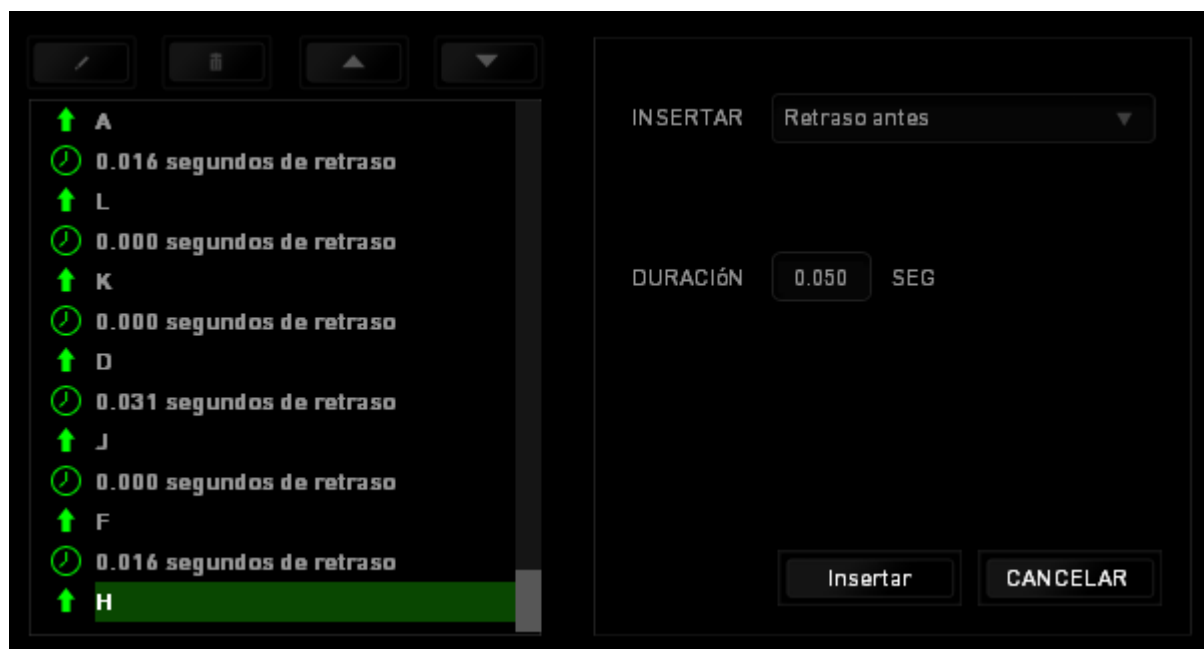 A
0.016 segundos de retraso
L
0.000 segundos de retraso
K
0.000 segundos de retraso
D
0.031 segundos de retraso
J
0.000 segundos de retraso
F
0.016 segundos de retraso
H
INSERTAR Retraso antes
DURACIóN 0.050 SEG
Insertar CANCELAR